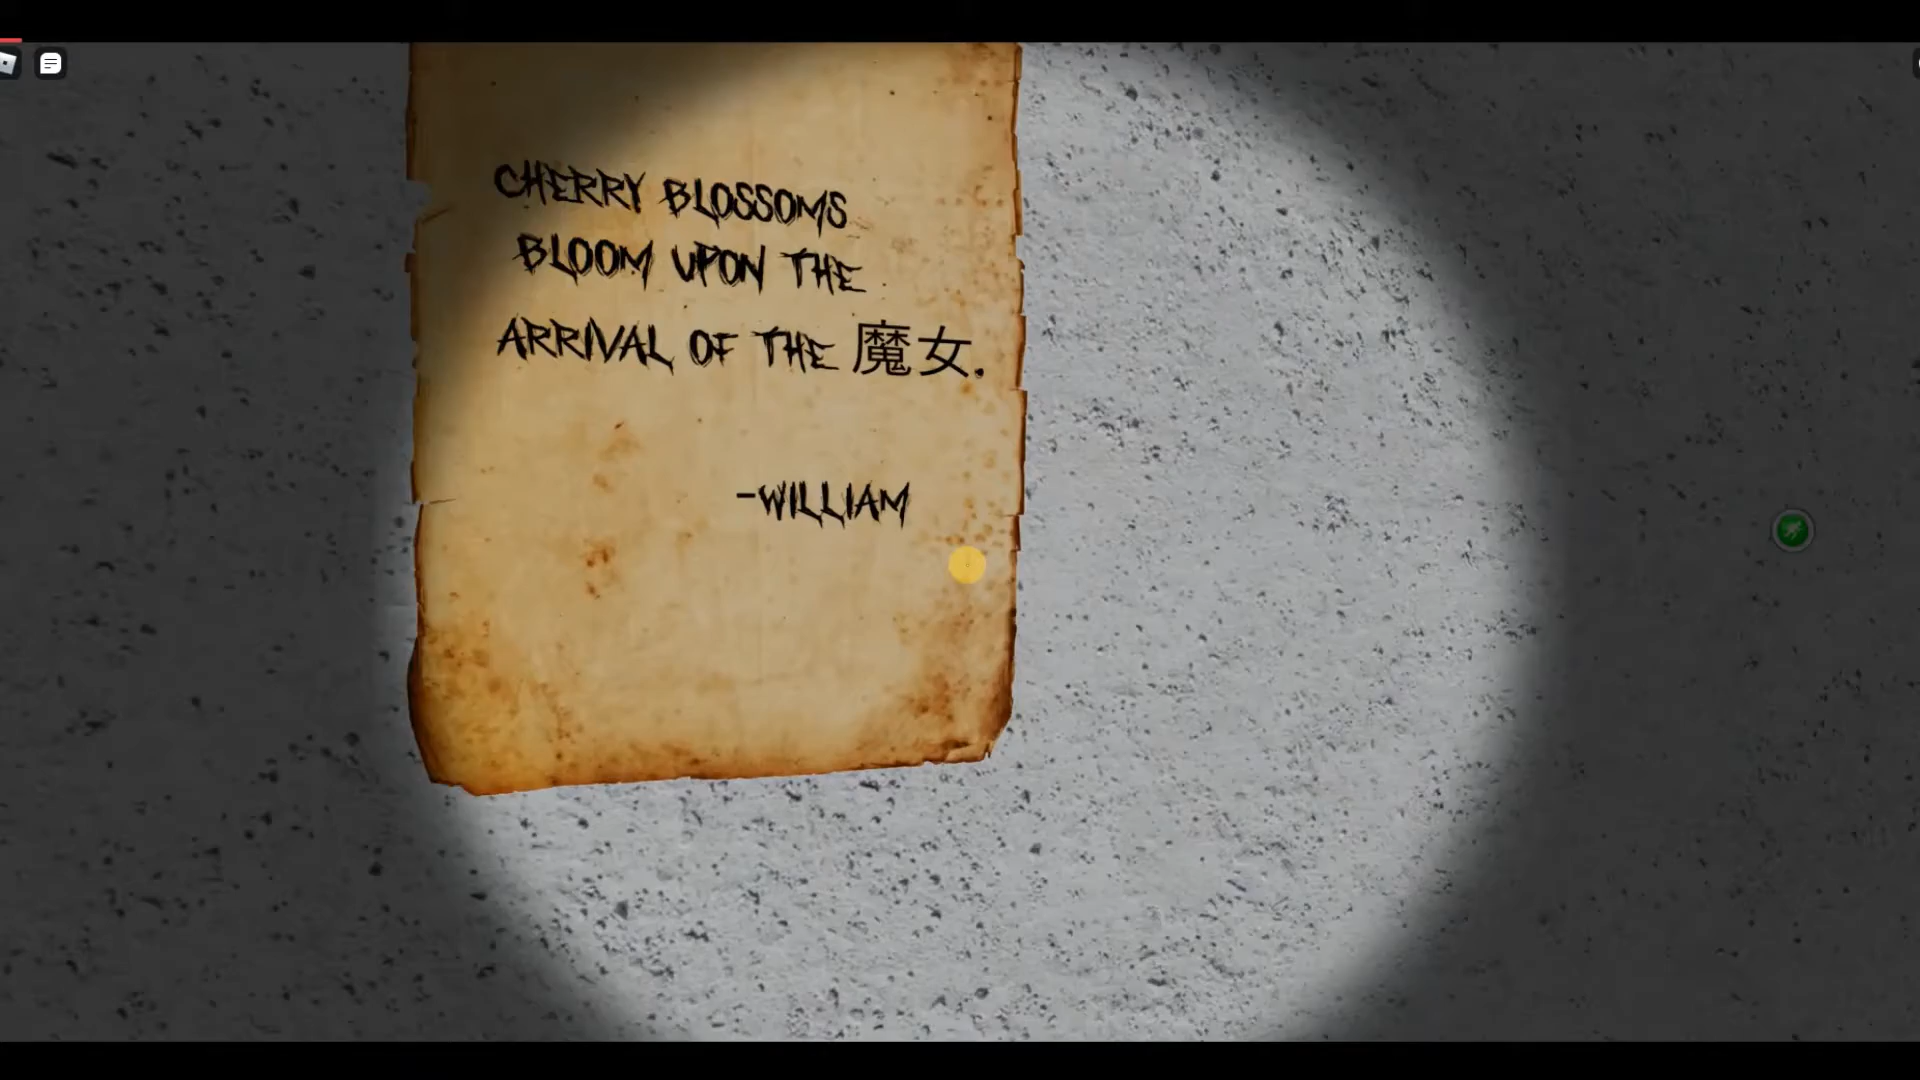 CHERRY BLOSSOMS
BLOOM UPON THE
ARRIVAL OF THE 魔女.
-WILLIAM